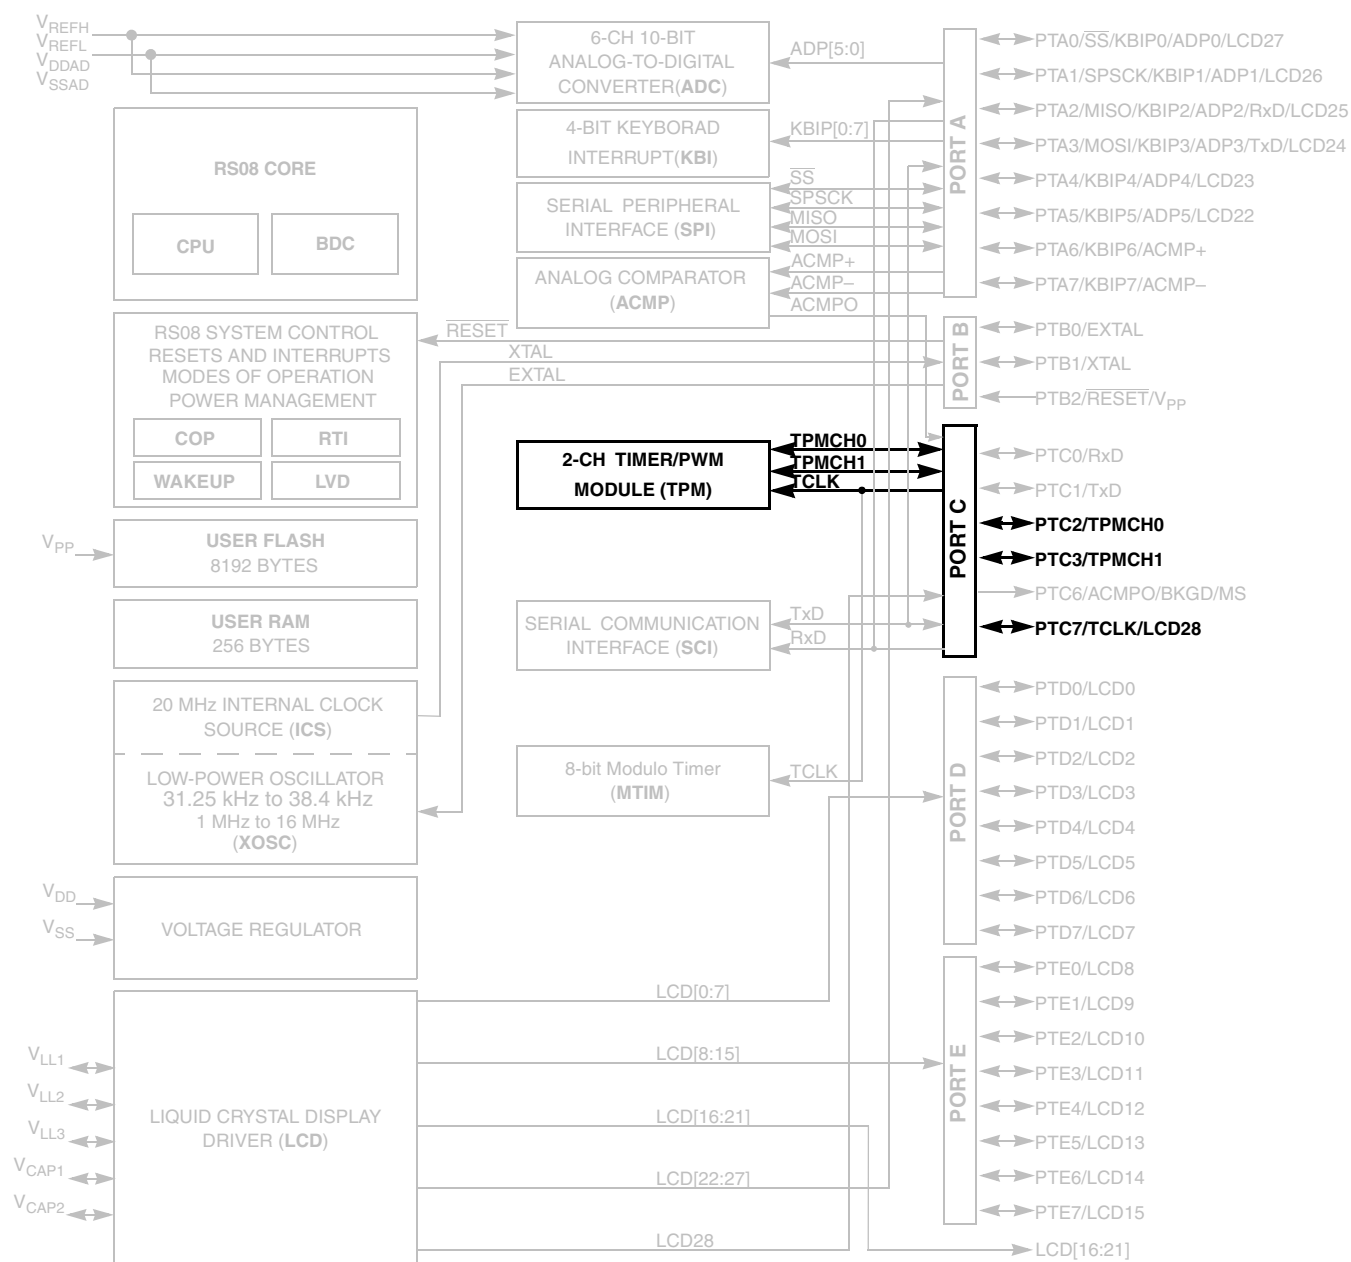 VREFH
VREFL
VDDAD
VSSAD
6-CH 10-BIT
ANALOG-TO-DIGITAL
CONVERTER(ADC)
ADP[5:0]
4-BIT KEYBORAD
INTERRUPT(KBI)
KBIP[0:7]
SERIAL PERIPHERAL
INTERFACE (SPI)
SS
SPSCK
MISO
MOSI
ANALOG COMPARATOR
(ACMP)
ACMP+
ACMP–
ACMPO
PORT A
PTA0/SS/KBIP0/ADP0/LCD27
PTA1/SPSCK/KBIP1/ADP1/LCD26
PTA2/MISO/KBIP2/ADP2/RxD/LCD25
PTA3/MOSI/KBIP3/ADP3/TxD/LCD24
PTA4/KBIP4/ADP4/LCD23
PTA5/KBIP5/ADP5/LCD22
PTA6/KBIP6/ACMP+
PTA7/KBIP7/ACMP–
RS08 CORE
CPU
BDC
RS08 SYSTEM CONTROL
RESETS AND INTERRUPTS
MODES OF OPERATION
POWER MANAGEMENT
COP
RTI
WAKEUP
LVD
RESET
XTAL
EXTAL
PORT B
PTB0/EXTAL
PTB1/XTAL
PTB2/RESET/VPP
2-CH TIMER/PWM
MODULE (TPM)
TPMCH0
TPMCH1
TCLK
PORT C
PTC0/RxD
PTC1/TxD
PTC2/TPMCH0
PTC3/TPMCH1
PTC6/ACMPO/BKGD/MS
PTC7/TCLK/LCD28
VPP
USER FLASH
8192 BYTES
USER RAM
256 BYTES
SERIAL COMMUNICATION
INTERFACE (SCI)
TxD
RxD
20 MHz INTERNAL CLOCK
SOURCE (ICS)
LOW-POWER OSCILLATOR
31.25 kHz to 38.4 kHz
1 MHz to 16 MHz
(XOSC)
8-bit Modulo Timer
(MTIM)
TCLK
PORT D
PTD0/LCD0
PTD1/LCD1
PTD2/LCD2
PTD3/LCD3
PTD4/LCD4
PTD5/LCD5
PTD6/LCD6
PTD7/LCD7
VDD
VSS
VOLTAGE REGULATOR
VLL1
VLL2
VLL3
VCAP1
VCAP2
LIQUID CRYSTAL DISPLAY
DRIVER (LCD)
LCD[0:7]
LCD[8:15]
LCD[16:21]
LCD[22:27]
LCD28
PORT E
PTE0/LCD8
PTE1/LCD9
PTE2/LCD10
PTE3/LCD11
PTE4/LCD12
PTE5/LCD13
PTE6/LCD14
PTE7/LCD15
LCD[16:21]